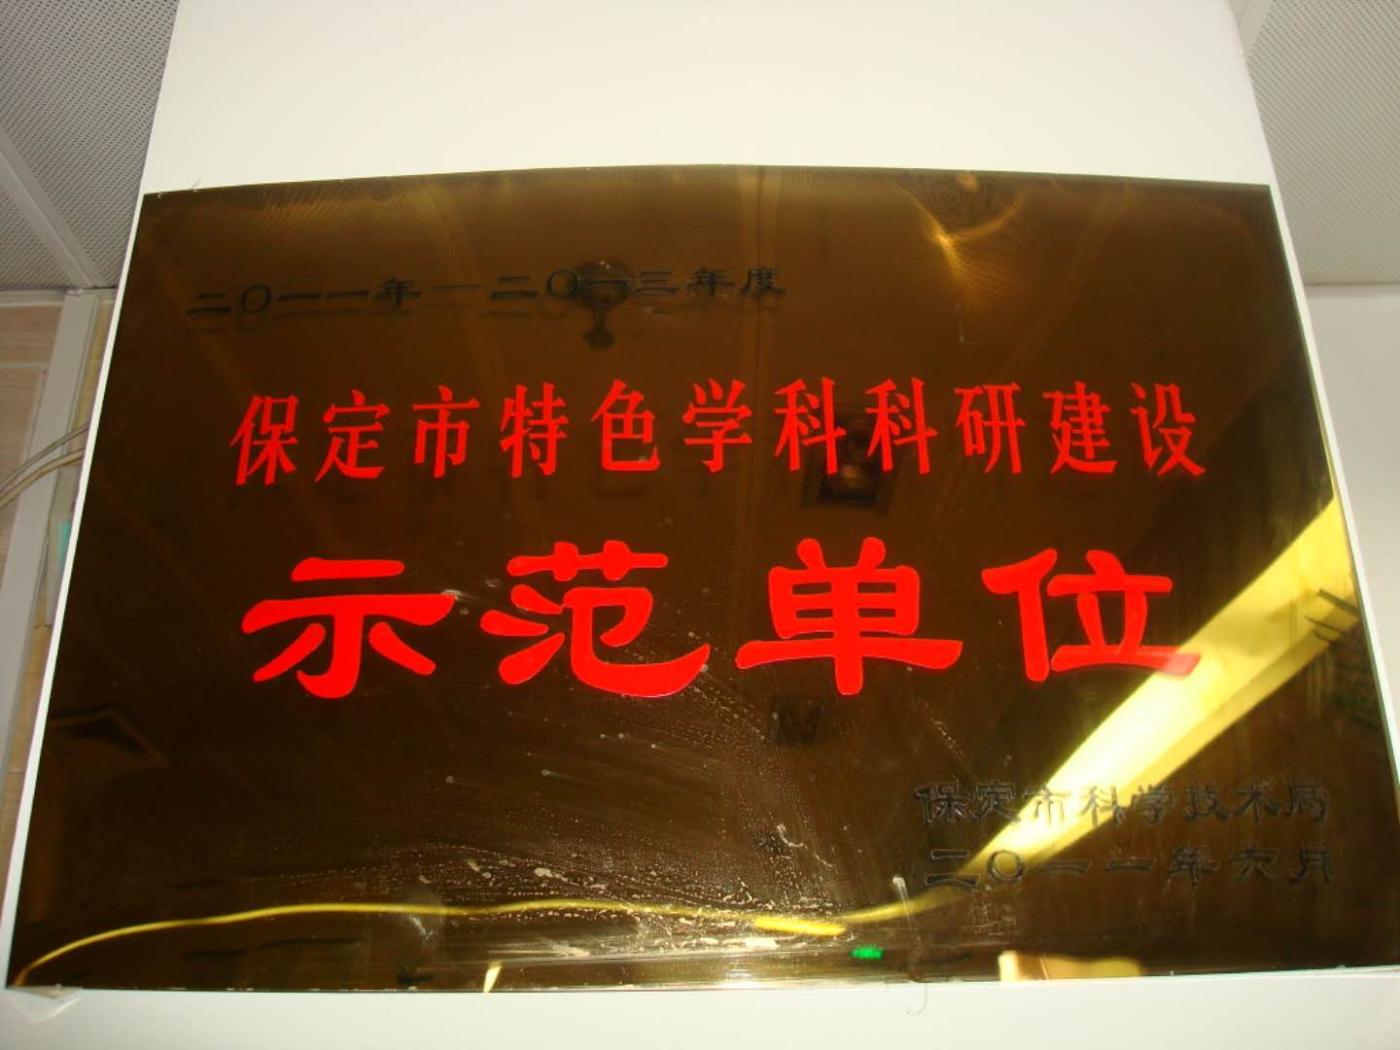 二〇一一年—二〇一三年度
保定市特色学科科研建设
示范单位
保定市科学技术局
二〇一一年六月